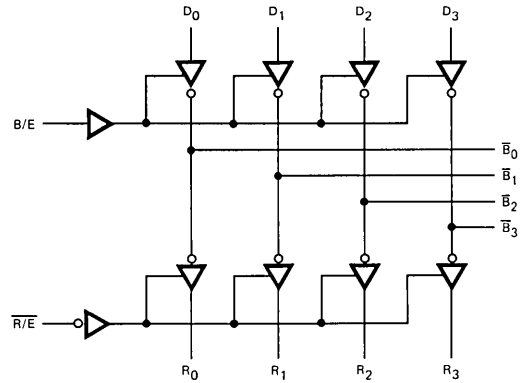 D₀ D₁ D₂ D₃
B/E
B̅₀
B̅₁
B̅₂
B̅₃
R̅/̅E̅
R₀ R₁ R₂ R₃